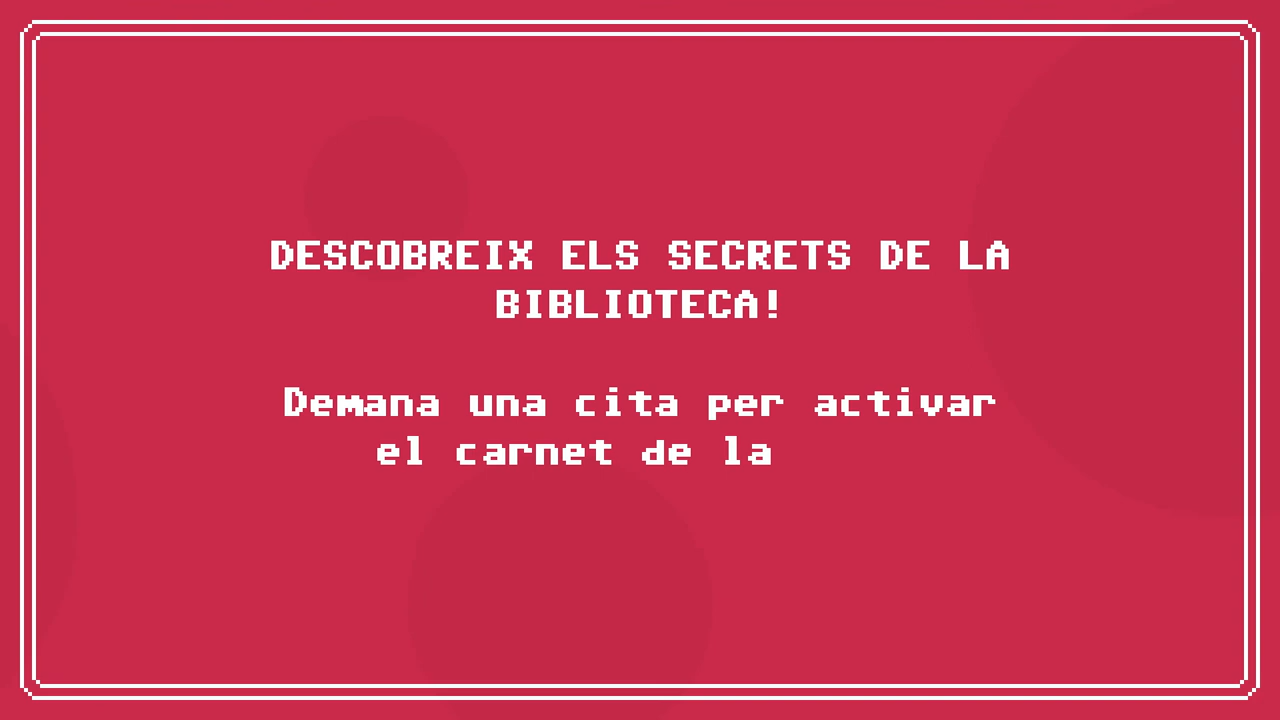 DESCOBREIX ELS SECRETS DE LA
BIBLIOTECA!
Demana una cita per activar
el carnet de la